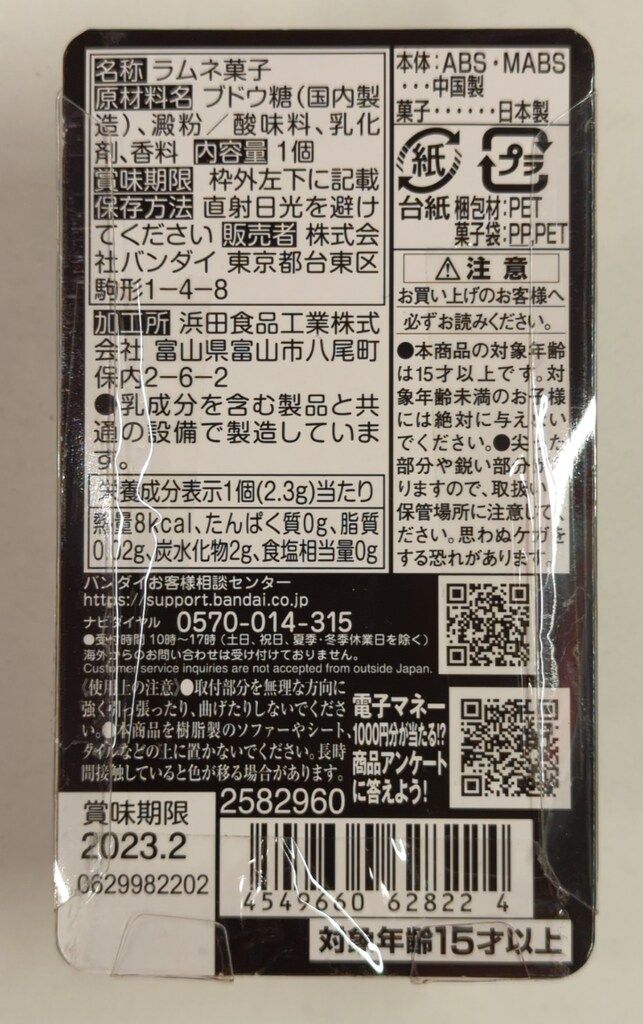 名称 ラムネ菓子
原材料名 ブドウ糖(国内製
造)、澱粉／酸味料、乳化
剤、香料 内容量 1個
賞味期限 枠外左下に記載
保存方法 直射日光を避け
てください 販売者 株式会
社バンダイ 東京都台東区
駒形1-4-8
加工所 浜田食品工業株式
会社 富山県富山市八尾町
保内2-6-2
●乳成分を含む製品と共
通の設備で製造していま
す。
栄養成分表示1個(2.3g)当たり
熱量8kcal、たんぱく質0g、脂質
0.02g、炭水化物2g、食塩相当量0g
本体:ABS・MABS
・・・中国製
菓子・・・・・・日本製
紙
プラ
台紙 梱包材:PET
菓子袋:PP,PET
⚠注意
お買い上げのお客様へ
必ずお読みください。
●本商品の対象年齢
は15才以上です。対
象年齢未満のお子様
には絶対に与えない
でください。●尖った
部分や鋭い部分があ
りますので、取扱い、
保管場所に注意してく
ださい。思わぬケガを
する恐れがあります。
バンダイお客様相談センター
https://support.bandai.co.jp
ナビダイヤル 0570-014-315
●受付時間 10時～17時(土日、祝日、夏季・冬季休業日を除く)
海外からのお問い合わせは受け付けておりません。
Customer service inquiries are not accepted from outside Japan.
《使用上の注意》●取付部分を無理な方向に
強く引っ張ったり、曲げたりしないでくださ
い。●本商品を樹脂製のソファーやシート、
タイルなどの上に置かないでください。長時
間接触していると色が移る場合があります。
電子マネー
1000円分が当たる!?
商品アンケート
に答えよう!
2582960
賞味期限
2023.2
0629982202
4549660 62822 4
対象年齢15才以上